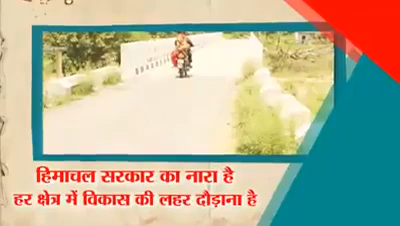 हिमाचल सरकार का नारा है
हर क्षेत्र में विकास की लहर दौड़ाना है